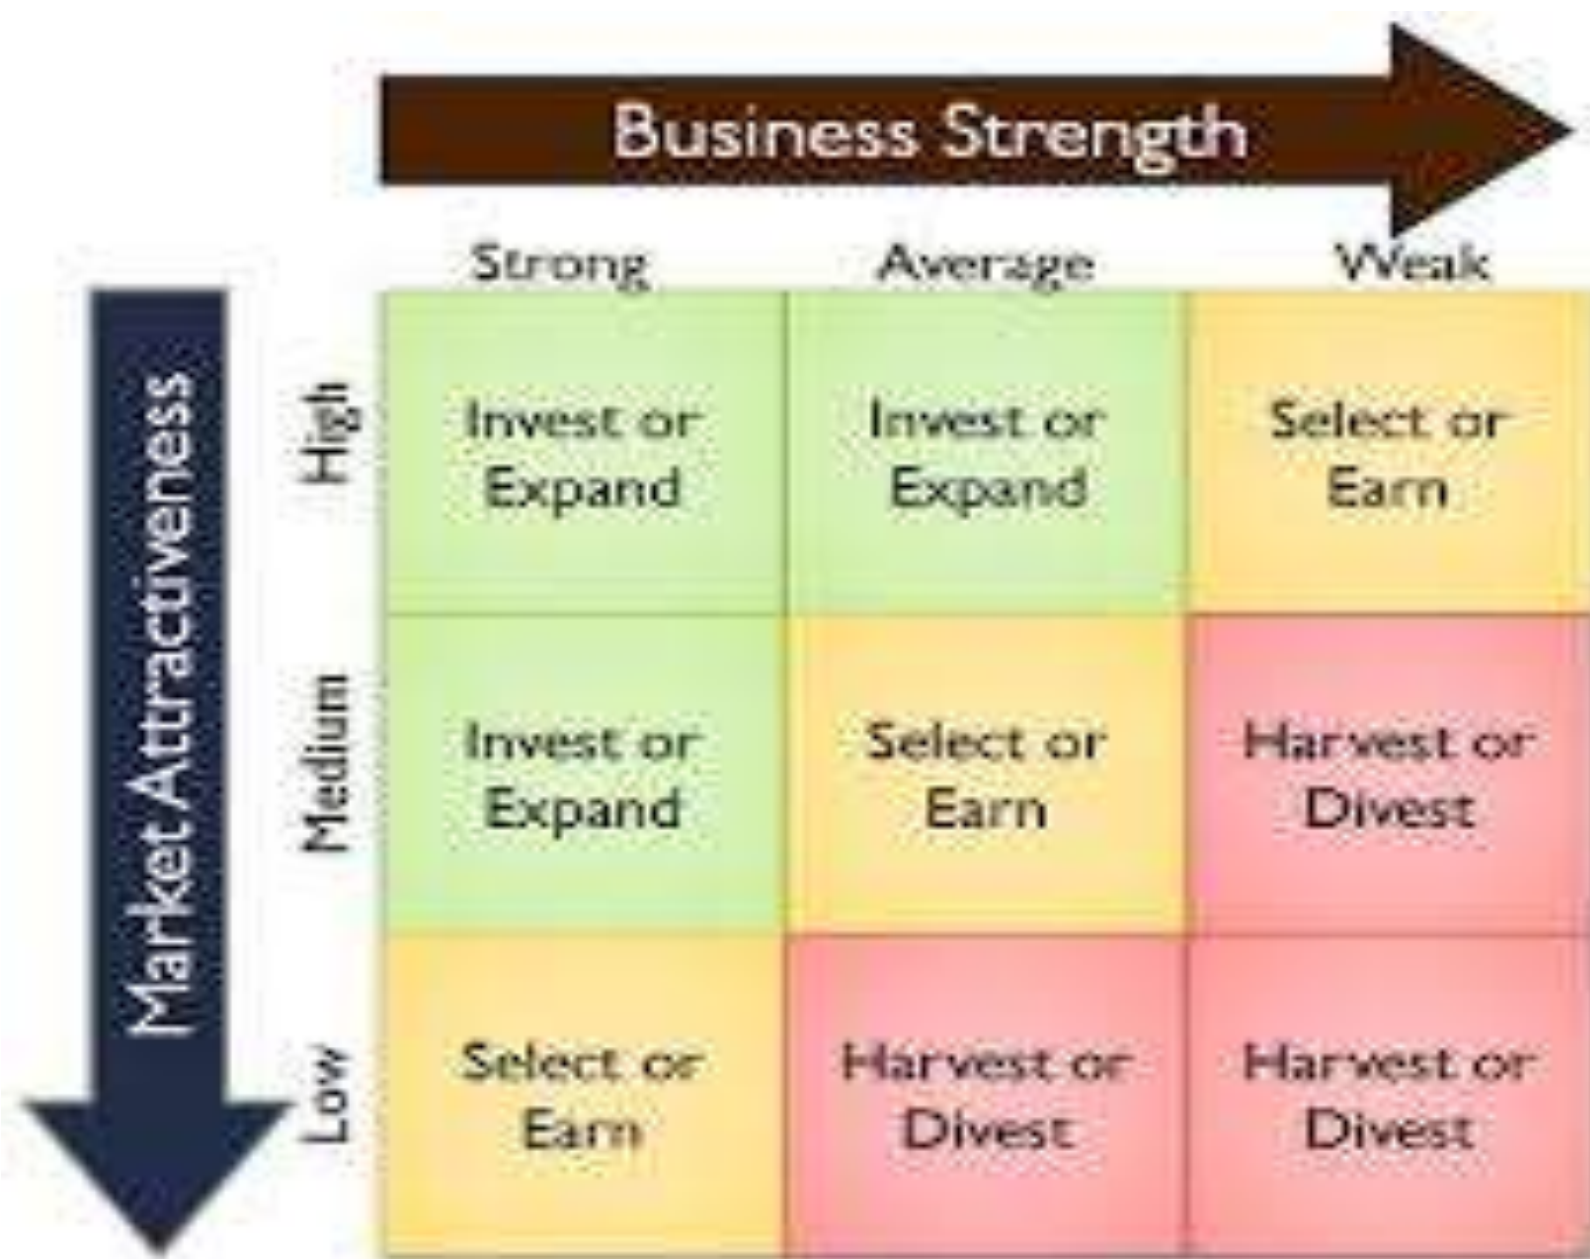 Business Strength
Strong Average Weak
Market Attractiveness
High
Invest or
Expand
Invest or
Expand
Select or
Earn
Medium
Invest or
Expand
Select or
Earn
Harvest or
Divest
Low
Select or
Earn
Harvest or
Divest
Harvest or
Divest